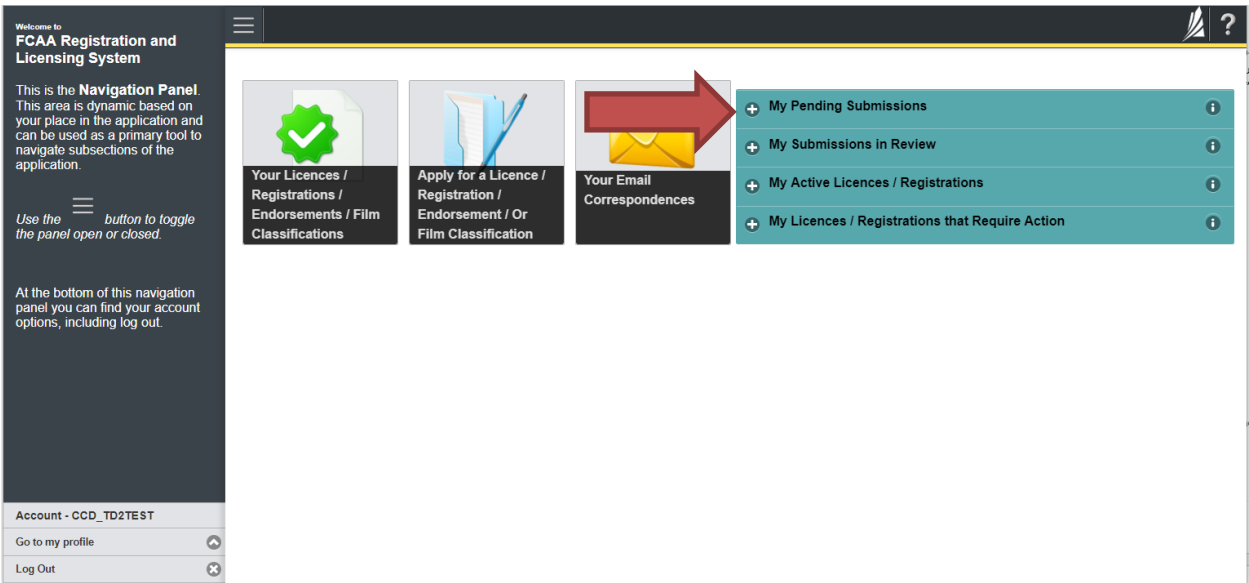 Welcome to
FCAA Registration and
Licensing System
This is the Navigation Panel.
This area is dynamic based on
your place in the application and
can be used as a primary tool to
navigate subsections of the
application.
Use the button to toggle
the panel open or closed.
At the bottom of this navigation
panel you can find your account
options, including log out.
Account - CCD_TD2TEST
Go to my profile
Log Out
?
Your Licences /
Registrations /
Endorsements / Film
Classifications
Apply for a Licence /
Registration /
Endorsement / Or
Film Classification
Your Email
Correspondences
My Pending Submissions
My Submissions in Review
My Active Licences / Registrations
My Licences / Registrations that Require Action